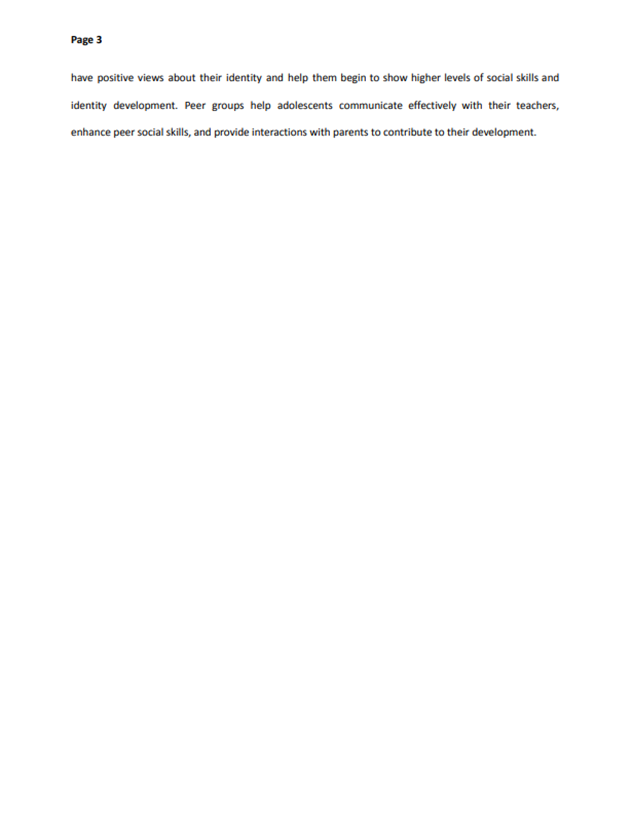 Page 3
have positive views about their identity and help them begin to show higher levels of social skills and
identity development. Peer groups help adolescents communicate effectively with their teachers,
enhance peer social skills, and provide interactions with parents to contribute to their development.